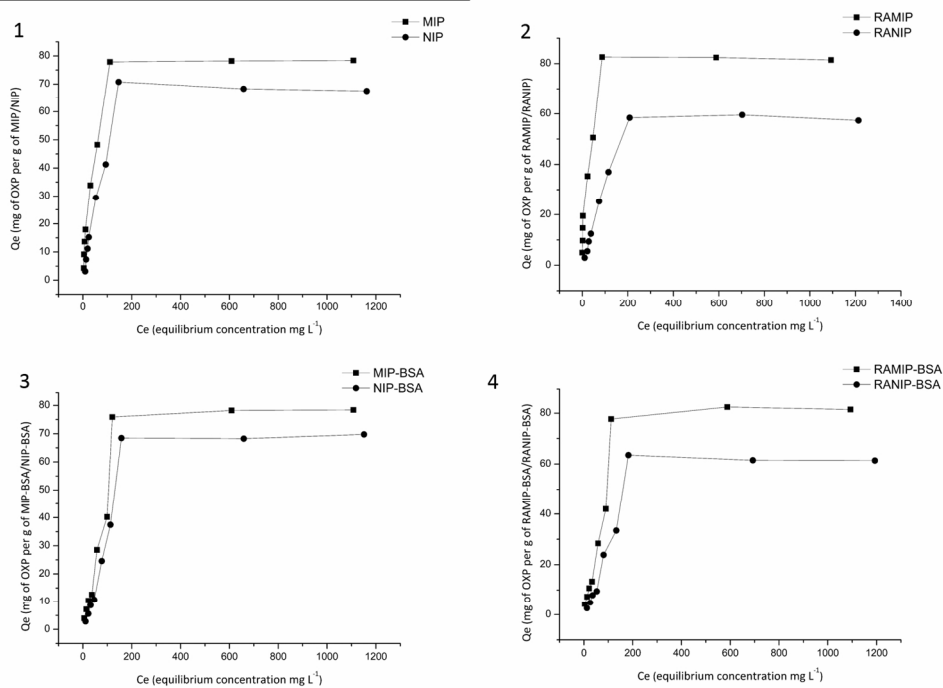 1
MIP
NIP
80
70
60
50
40
30
20
10
0
Qe (mg of OXP per g of MIP/NIP)
0 200 400 600 800 1000 1200
Ce (equilibrium concentration mg L⁻¹)
2
RAMIP
RANIP
80
60
40
20
0
Qe (mg of OXP per g of RAMIP/RANIP)
0 200 400 600 800 1000 1200 1400
Ce (equilibrium concentration mg L⁻¹)
3
MIP-BSA
NIP-BSA
80
70
60
50
40
30
20
10
0
Qe (mg of OXP per g of MIP-BSA/NIP-BSA)
0 200 400 600 800 1000 1200
Ce (equilibrium concentration mg L⁻¹)
4
RAMIP-BSA
RANIP-BSA
80
60
40
20
0
Qe (mg of OXP per g of RAMIP-BSA/RANIP-BSA)
0 200 400 600 800 1000 1200
Ce (equilibrium concentration mg L⁻¹)